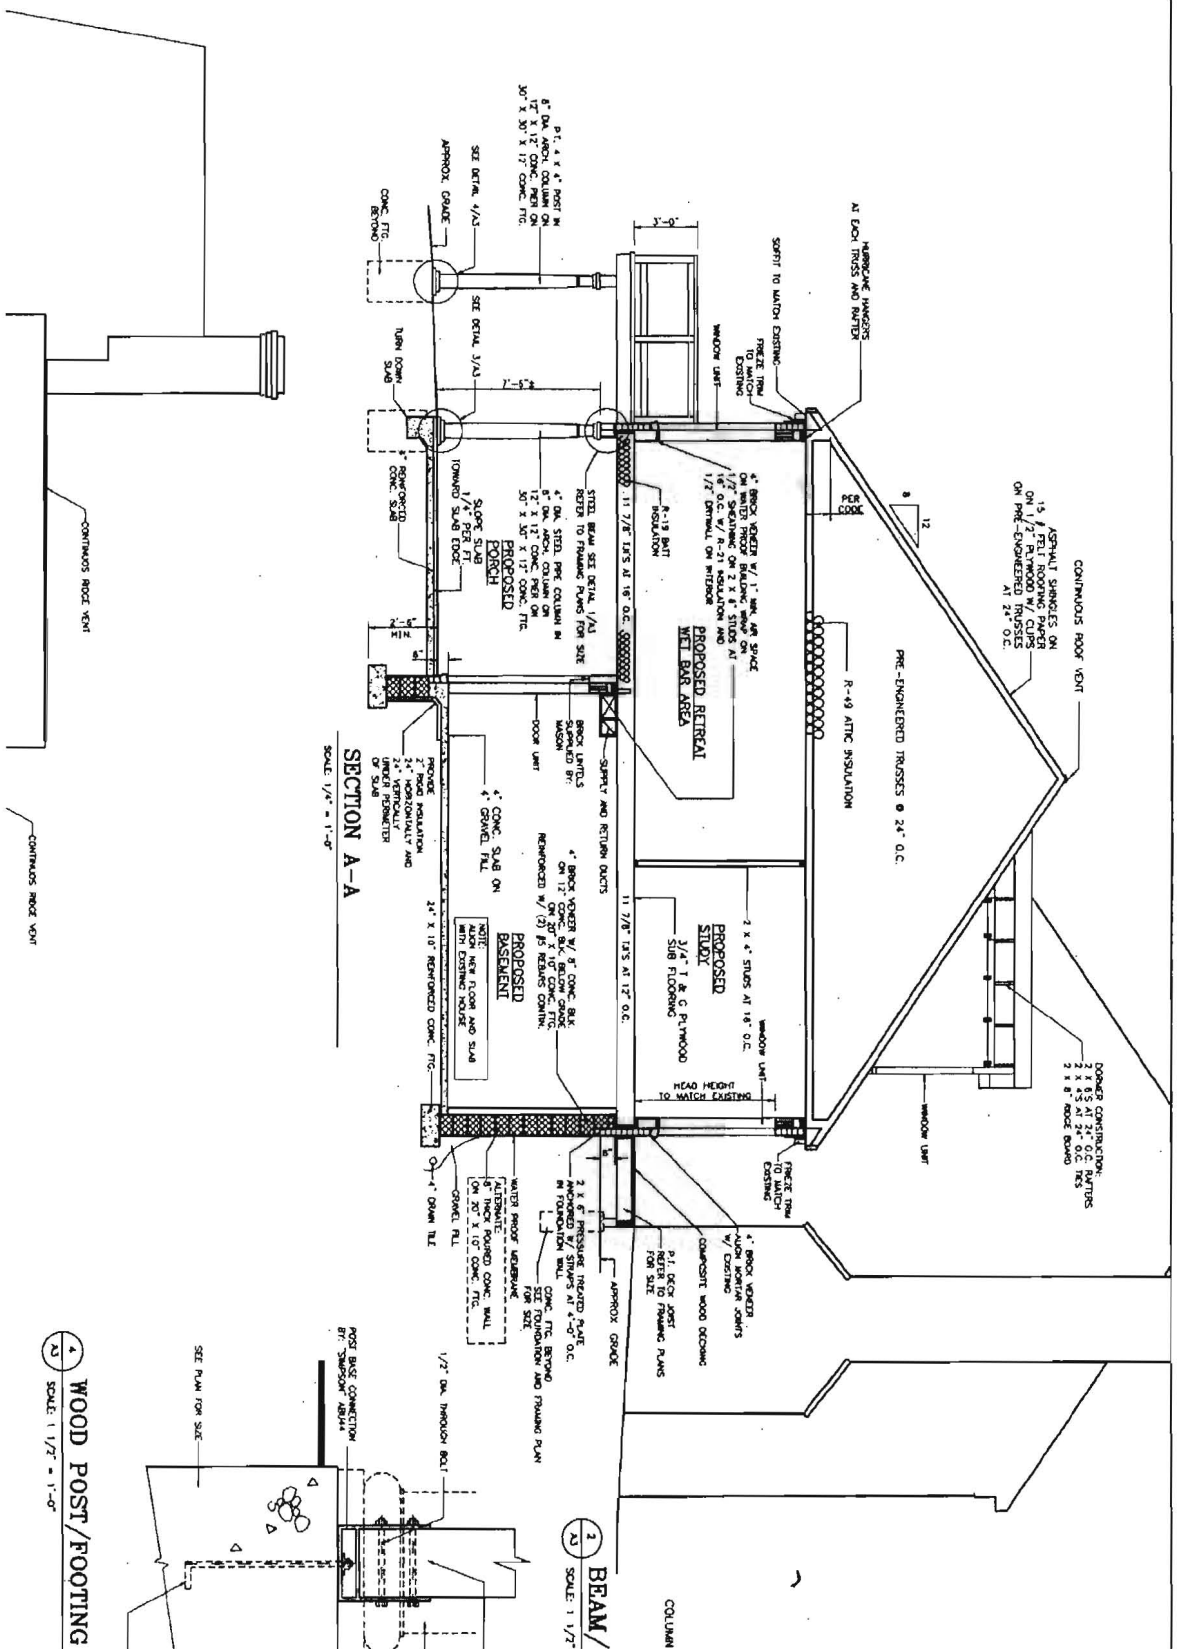 CONTINUOUS ROOF VENT
ASPHALT SHINGLES ON
15 # FELT ROOFING PAPER
ON 1/2" PLYWOOD W/ CLIPS
ON PRE-ENGINEERED TRUSSES
AT 24" O.C.
12
8
PRE-ENGINEERED TRUSSES @ 24" O.C.
R-49 ATTIC INSULATION
PER
CODE
DORMER CONSTRUCTION:
2 X 6'S AT 24" O.C. RAFTERS
2 X 4'S AT 24" O.C. TIES
2 X 8" RIDGE BOARD
WINDOW UNIT
HURRICANE HANGERS
AT EACH TRUSS AND RAFTER
SOFFIT TO MATCH EXISTING
FRIEZE TRIM
TO MATCH
EXISTING
WINDOW UNIT
3'-0"
4" BRICK VENEER W/ 1" MIN. AIR SPACE
ON WATER PROOF BUILDING WRAP ON
1/2" SHEATHING ON 2 X 6" STUDS AT
16" O.C. W/ R-21 INSULATION AND
1/2" DRYWALL ON INTERIOR
PROPOSED RETREAT
WET BAR AREA
R-19 BATT
INSULATION
2 X 4" STUDS AT 16" O.C.
PROPOSED
STUDY
3/4" T & G PLYWOOD
SUB FLOORING
WINDOW UNIT
HEAD HEIGHT
TO MATCH EXISTING
FRIEZE TRIM
TO MATCH
EXISTING
4" BRICK VENEER
ALIGN MORTAR JOINTS
W/ EXISTING
COMPOSITE WOOD DECKING
P.T. DECK JOIST
REFER TO FRAMING PLANS
FOR SIZE
APPROX GRADE
11 7/8" TJI'S AT 16" O.C.
11 7/8" TJI'S AT 12" O.C.
P.T. 4 X 4" POST IN
8" DIA. ARCH. COLUMN ON
12" X 12" CONC. PIER ON
30" X 30" X 12" CONC. FTG.
SEE DETAIL 4/A3
APPROX. GRADE
CONC. FTG.
BEYOND
SEE DETAIL 3/A3
7'-5"±
TURN DOWN
SLAB
4" REINFORCED
CONC. SLAB
STEEL BEAM SEE DETAIL 1/A3
REFER TO FRAMING PLANS FOR SIZE
4" DIA. STEEL PIPE COLUMN IN
8" DIA. ARCH. COLUMN ON
12" X 12" CONC. PIER ON
30" X 30" X 12" CONC. FTG.
PROPOSED
PORCH
SLOPE SLAB
1/4" PER FT.
TOWARD SLAB EDGE
2'-6"
MIN.
6"
SUPPLY AND RETURN DUCTS
BRICK LINTELS
SUPPLIED BY:
MASON
DOOR UNIT
4" CONC. SLAB ON
4" GRAVEL FILL
PROVIDE
2" RIGID INSULATION
24" HORIZONTALLY AND
24" VERTICALLY
UNDER PERIMETER
OF SLAB
4" BRICK VENEER W/ 8" CONC. BLK.
ON 12" CONC. BLK. BELOW GRADE
ON 20" X 10" CONC. FTG.
REINFORCED W/ (2) #5 REBARS CONTIN.
PROPOSED
BASEMENT
NOTE:
ALIGN NEW FLOOR AND SLAB
WITH EXISTING HOUSE
24" X 10" REINFORCED CONC. FTG.
6"
2 X 6" PRESSURE TREATED PLATE
ANCHORED W/ STRAPS AT 4'-0" O.C.
IN FOUNDATION WALL
CONC. FTG. BEYOND
SEE FOUNDATION AND FRAMING PLAN
FOR SIZE
WATER PROOF MEMBRANE
ALTERNATE:
8" THICK POURED CONC. WALL
ON 20" X 10" CONC. FTG.
GRAVEL FILL
4" DRAIN TILE
SECTION A-A
SCALE: 1/4" = 1'-0"
CONTINUOS RIDGE VENT
CONTINUOS RIDGE VENT
COLUMN
2
A3
BEAM/
SCALE: 1 1/2"
1/2" DIA. THROUGH BOLT
POST BASE CONNECTION
BY: "SIMPSON" ABU44
SEE PLAN FOR SIZE
4
A3
WOOD POST/FOOTING
SCALE: 1 1/2" = 1'-0"